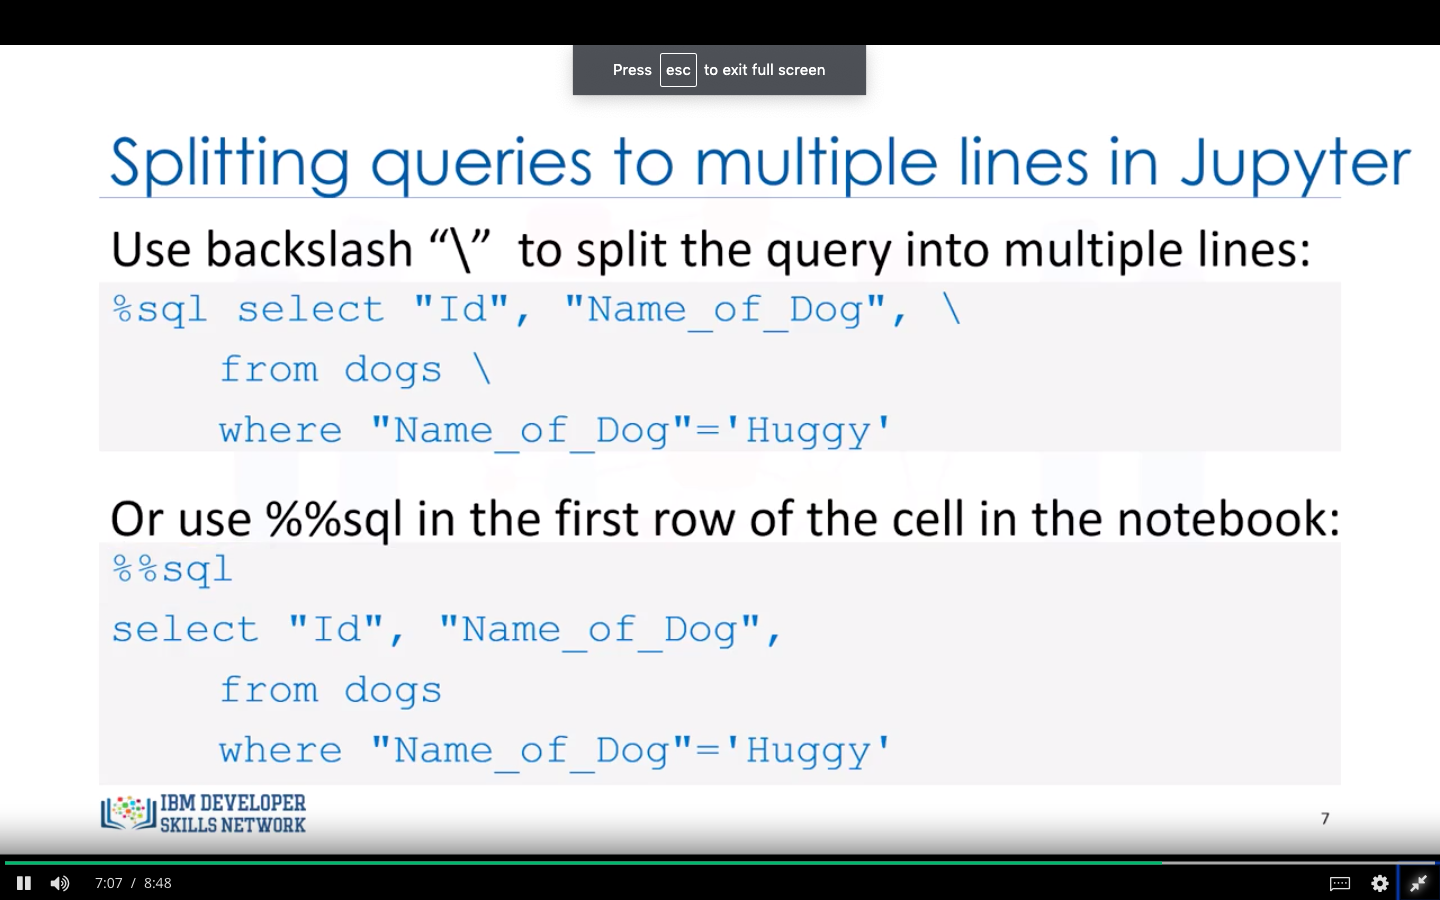 Press esc to exit full screen
Splitting queries to multiple lines in Jupyter
Use backslash “\” to split the query into multiple lines:
%sql select "Id", "Name_of_Dog", \
from dogs \
where "Name_of_Dog"='Huggy'
Or use %%sql in the first row of the cell in the notebook:
%%sql
select "Id", "Name_of_Dog",
from dogs
where "Name_of_Dog"='Huggy'
IBM DEVELOPER
SKILLS NETWORK
7
7:07 / 8:48